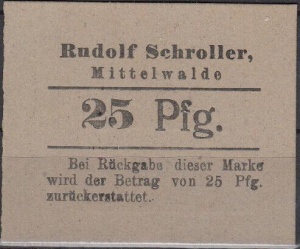 Rudolf Schroller,
Mittelwalde
25 Pfg.
Bei Rückgabe dieser Marke
wird der Betrag von 25 Pfg.
zurückerstattet.